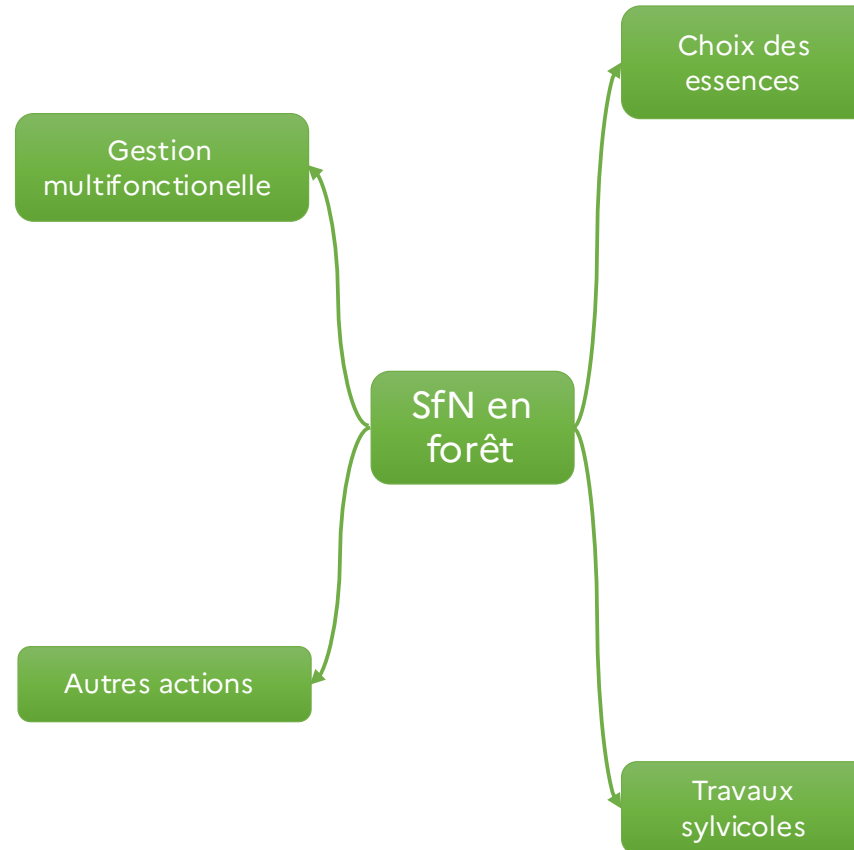 Choix des
essences
Gestion
multifonctionelle
SfN en
forêt
Autres actions
Travaux
sylvicoles